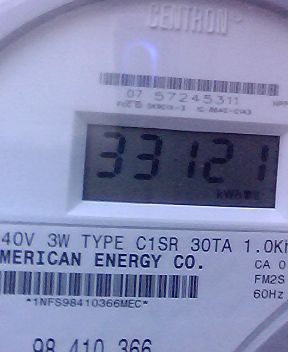 CENTRON®
07 57245311
33121
kWh
40V 3W TYPE C1SR 30TA 1.0Kh
MERICAN ENERGY CO.
CA 0
FM2S
60Hz
*1NFS98410366MEC*
98 410 366